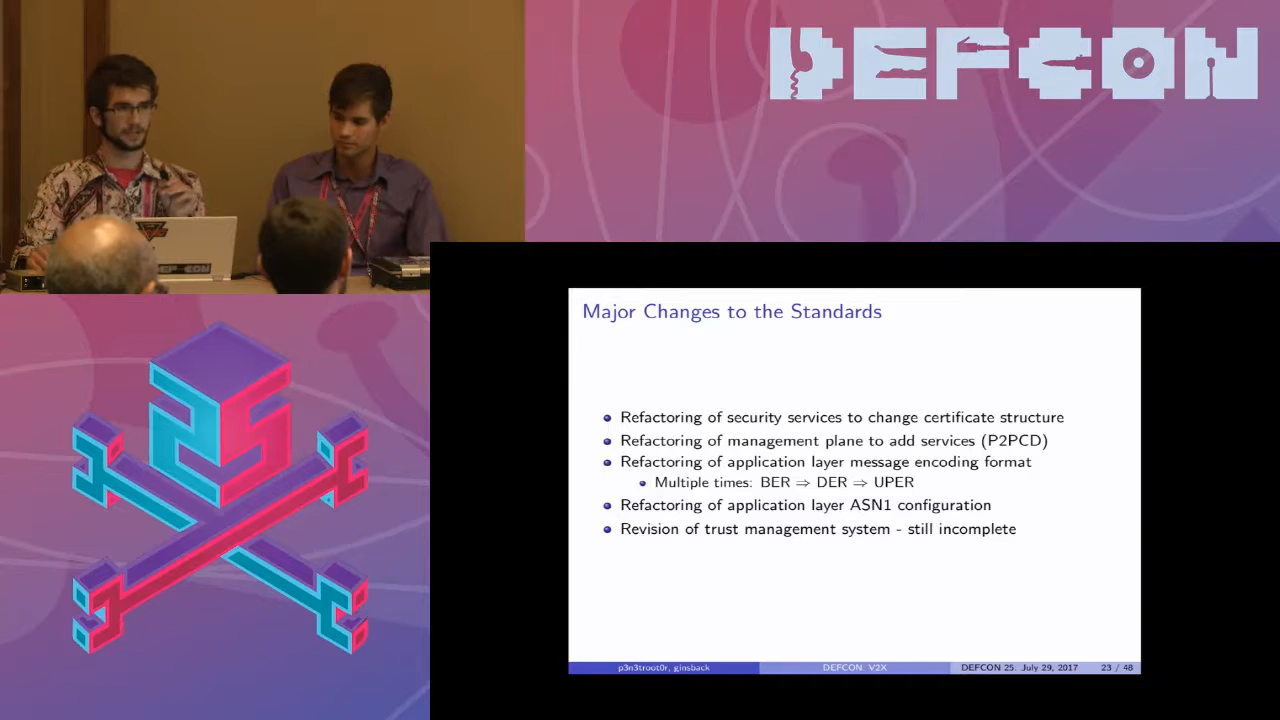 DEFCON
DEF CON
Major Changes to the Standards
Refactoring of security services to change certificate structure
Refactoring of management plane to add services (P2PCD)
Refactoring of application layer message encoding format
Multiple times: BER ⇒ DER ⇒ UPER
Refactoring of application layer ASN1 configuration
Revision of trust management system - still incomplete
p3n3troot0r, ginsback
DEFCON. V2X
DEFCON 25. July 29, 2017
23 / 48